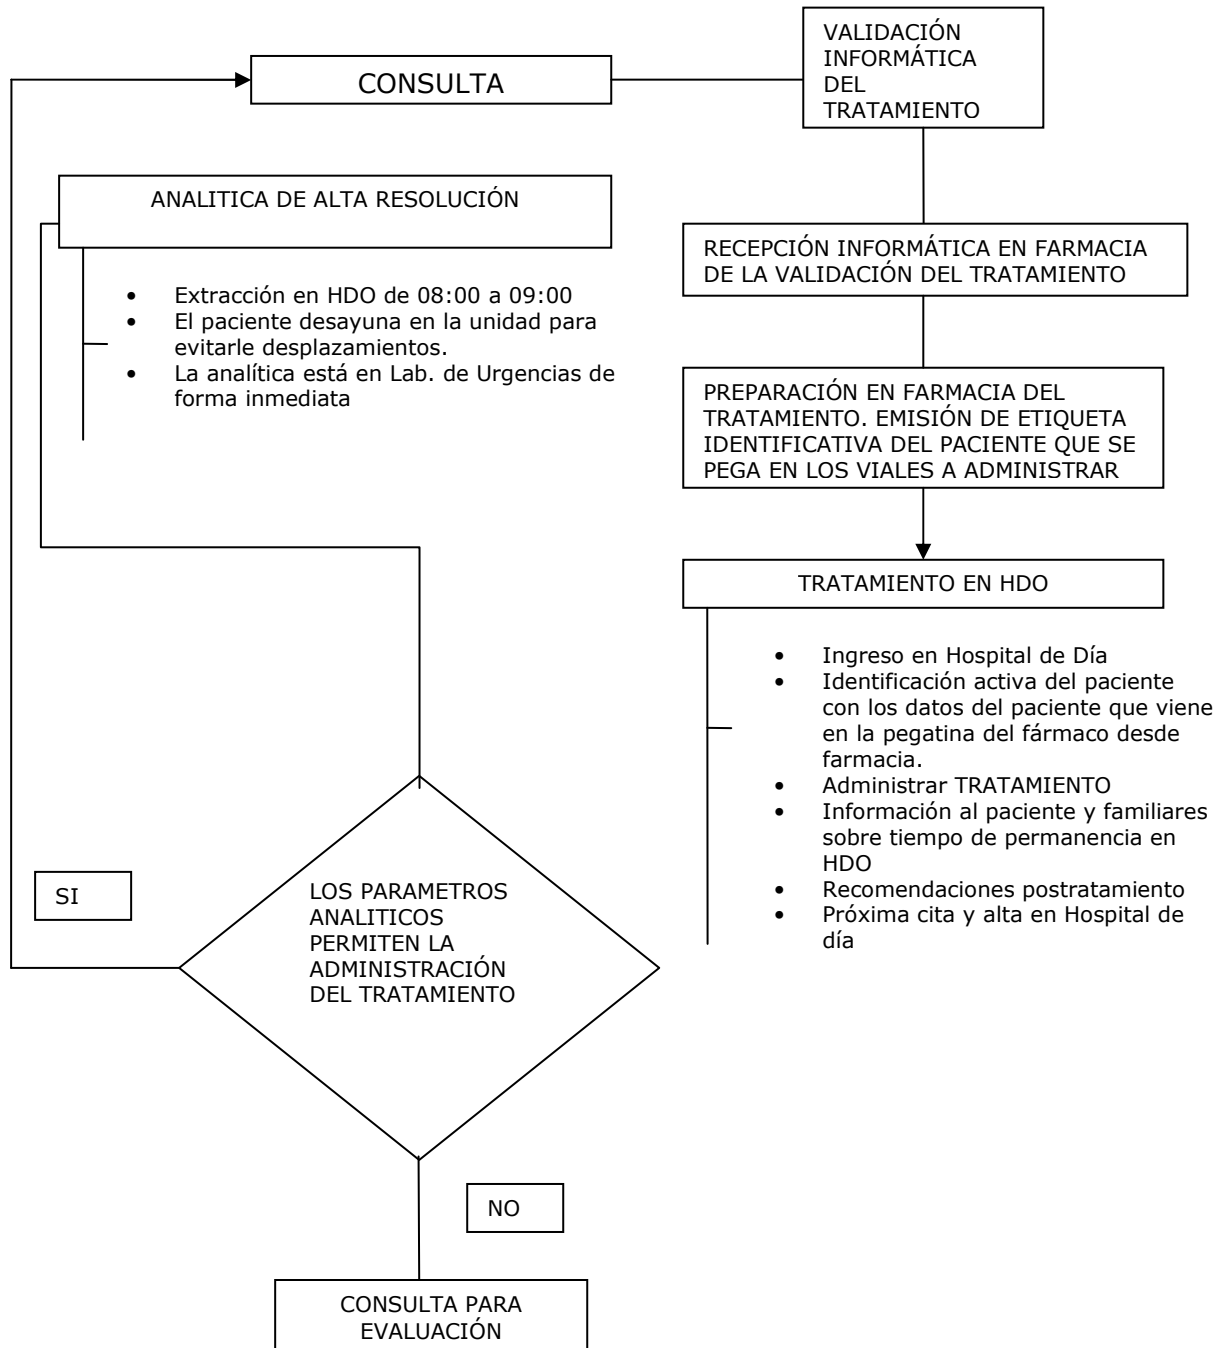 CONSULTA
VALIDACIÓN
INFORMÁTICA
DEL
TRATAMIENTO
ANALITICA DE ALTA RESOLUCIÓN
• Extracción en HDO de 08:00 a 09:00
• El paciente desayuna en la unidad para
evitarle desplazamientos.
• La analítica está en Lab. de Urgencias de
forma inmediata
RECEPCIÓN INFORMÁTICA EN FARMACIA
DE LA VALIDACIÓN DEL TRATAMIENTO
PREPARACIÓN EN FARMACIA DEL
TRATAMIENTO. EMISIÓN DE ETIQUETA
IDENTIFICATIVA DEL PACIENTE QUE SE
PEGA EN LOS VIALES A ADMINISTRAR
TRATAMIENTO EN HDO
• Ingreso en Hospital de Día
• Identificación activa del paciente
con los datos del paciente que viene
en la pegatina del fármaco desde
farmacia.
• Administrar TRATAMIENTO
• Información al paciente y familiares
sobre tiempo de permanencia en
HDO
• Recomendaciones postratamiento
• Próxima cita y alta en Hospital de
día
SI
LOS PARAMETROS
ANALITICOS
PERMITEN LA
ADMINISTRACIÓN
DEL TRATAMIENTO
NO
CONSULTA PARA
EVALUACIÓN